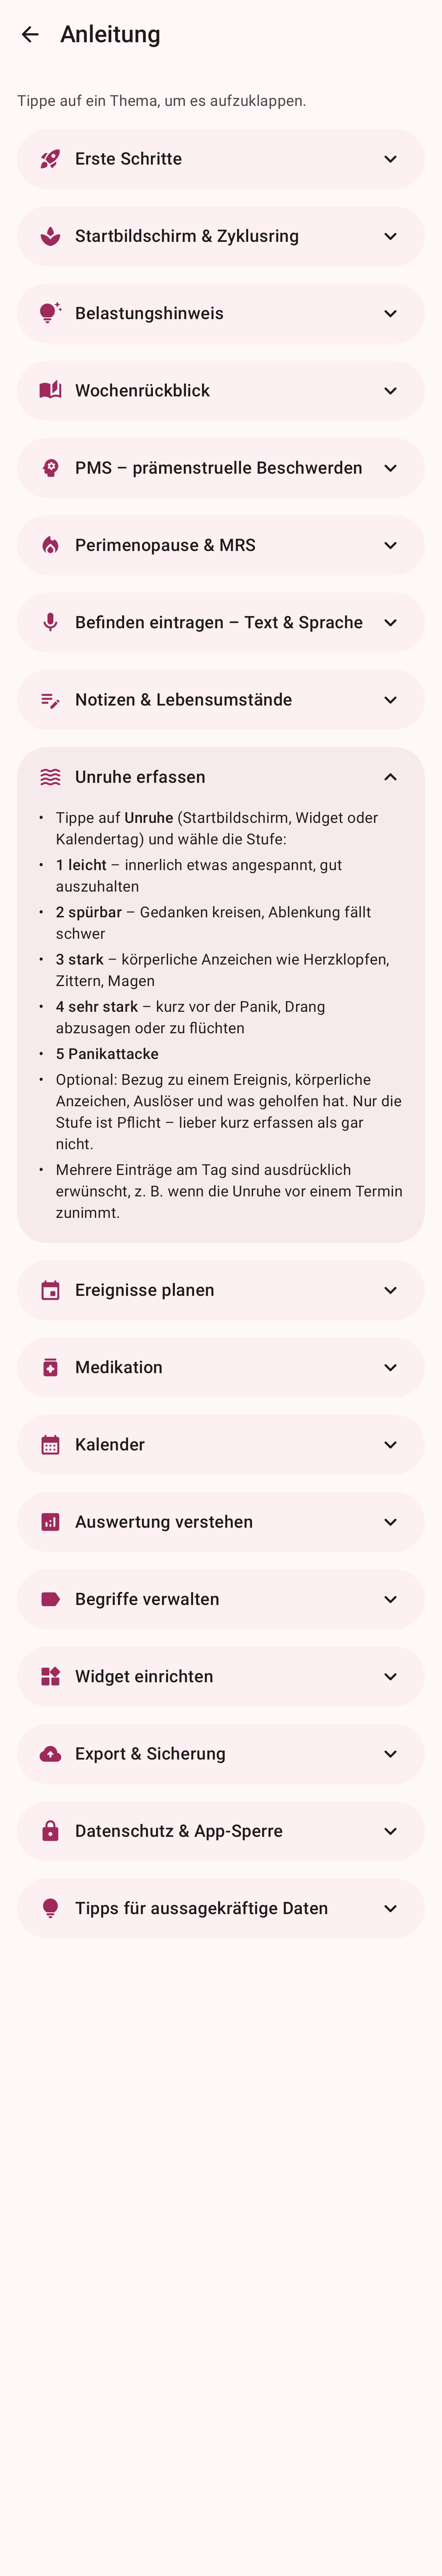 Anleitung
Tippe auf ein Thema, um es aufzuklappen.
Erste Schritte
Startbildschirm & Zyklusring
Belastungshinweis
Wochenrückblick
PMS – prämenstruelle Beschwerden
Perimenopause & MRS
Befinden eintragen – Text & Sprache
Notizen & Lebensumstände
Unruhe erfassen
• Tippe auf Unruhe (Startbildschirm, Widget oder
Kalendertag) und wähle die Stufe:
• 1 leicht – innerlich etwas angespannt, gut
auszuhalten
• 2 spürbar – Gedanken kreisen, Ablenkung fällt
schwer
• 3 stark – körperliche Anzeichen wie Herzklopfen,
Zittern, Magen
• 4 sehr stark – kurz vor der Panik, Drang
abzusagen oder zu flüchten
• 5 Panikattacke
• Optional: Bezug zu einem Ereignis, körperliche
Anzeichen, Auslöser und was geholfen hat. Nur die
Stufe ist Pflicht – lieber kurz erfassen als gar
nicht.
• Mehrere Einträge am Tag sind ausdrücklich
erwünscht, z. B. wenn die Unruhe vor einem Termin
zunimmt.
Ereignisse planen
Medikation
Kalender
Auswertung verstehen
Begriffe verwalten
Widget einrichten
Export & Sicherung
Datenschutz & App-Sperre
Tipps für aussagekräftige Daten